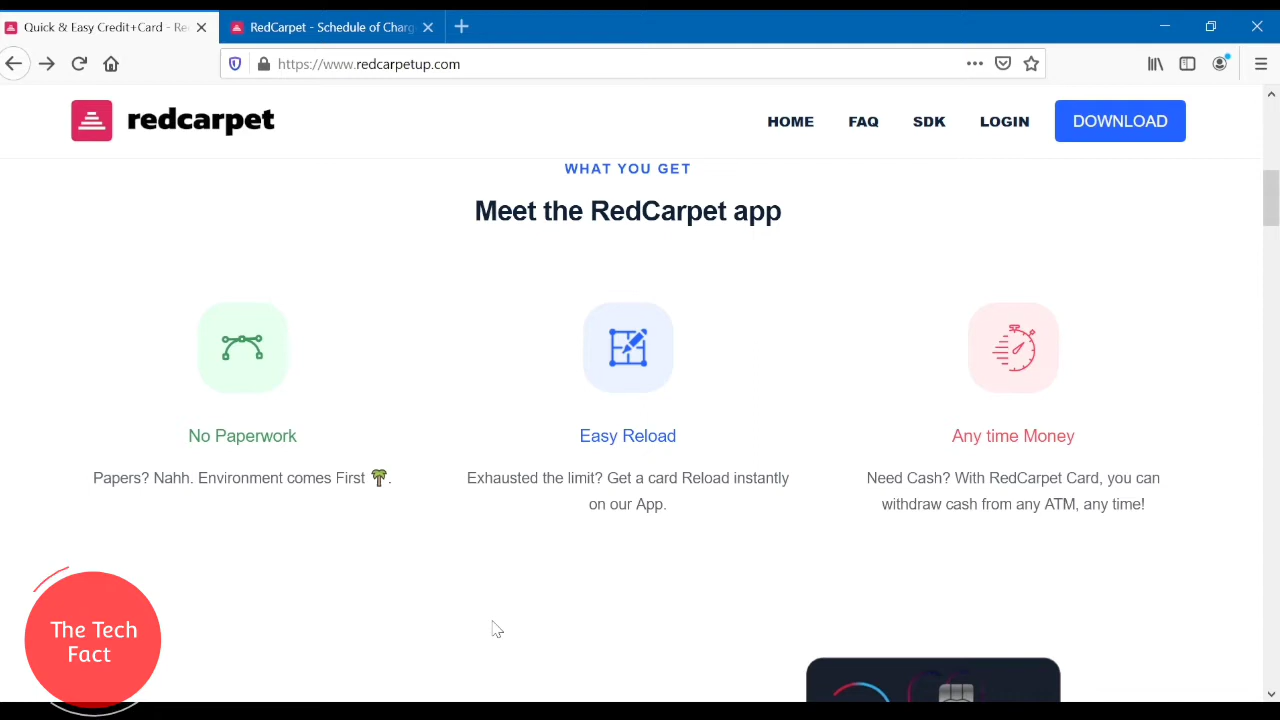 Quick & Easy Credit+Card - Re
RedCarpet - Schedule of Charg
https://www.redcarpetup.com
redcarpet
HOME
FAQ
SDK
LOGIN
DOWNLOAD
WHAT YOU GET
Meet the RedCarpet app
No Paperwork
Papers? Nahh. Environment comes First 🌴.
Easy Reload
Exhausted the limit? Get a card Reload instantly
on our App.
Any time Money
Need Cash? With RedCarpet Card, you can
withdraw cash from any ATM, any time!
The Tech
Fact